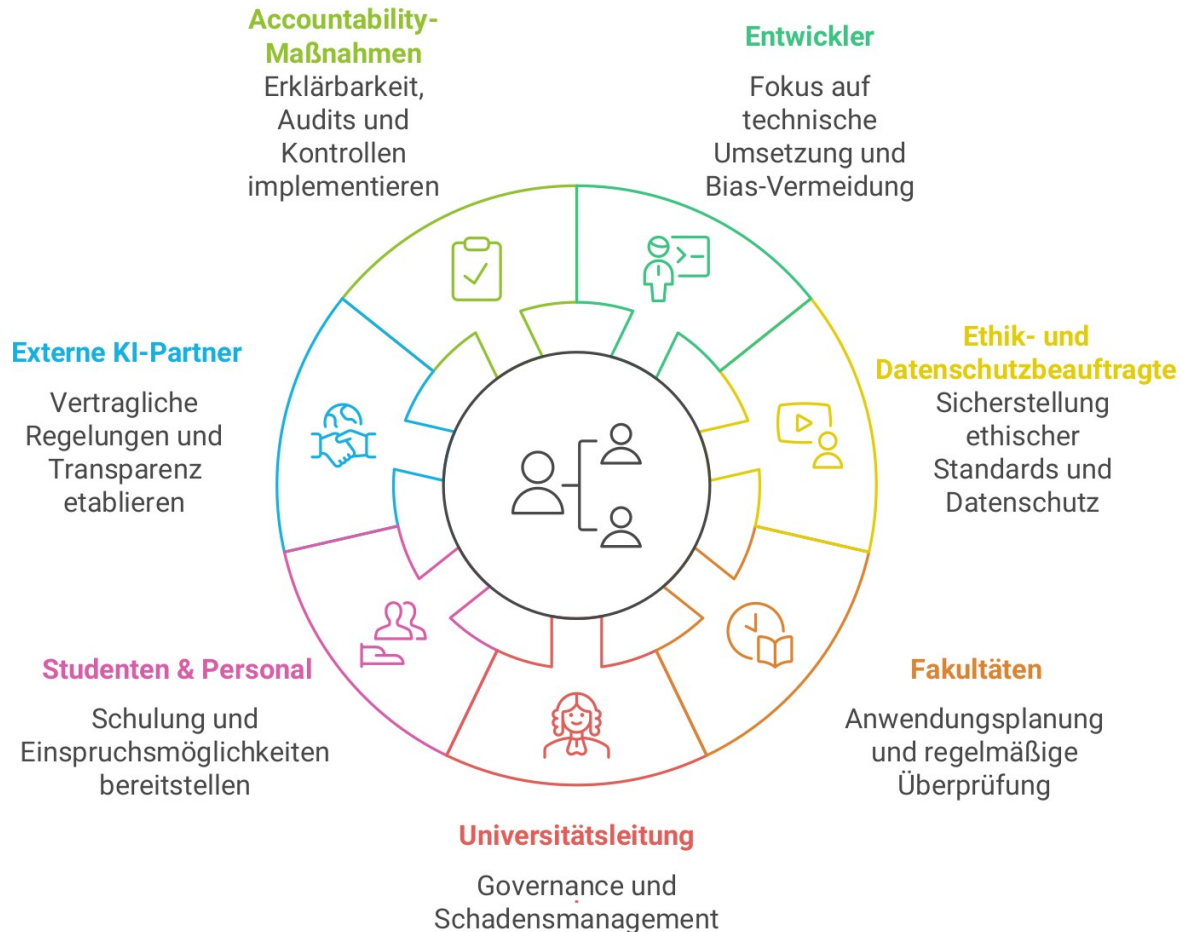 Accountability-
Maßnahmen
Erklärbarkeit,
Audits und
Kontrollen
implementieren
Entwickler
Fokus auf
technische
Umsetzung und
Bias-Vermeidung
Externe KI-Partner
Vertragliche
Regelungen und
Transparenz
etablieren
Ethik- und
Datenschutzbeauftragte
Sicherstellung
ethischer
Standards und
Datenschutz
Studenten & Personal
Schulung und
Einspruchsmöglichkeiten
bereitstellen
Fakultäten
Anwendungsplanung
und regelmäßige
Überprüfung
Universitätsleitung
Governance und
Schadensmanagement